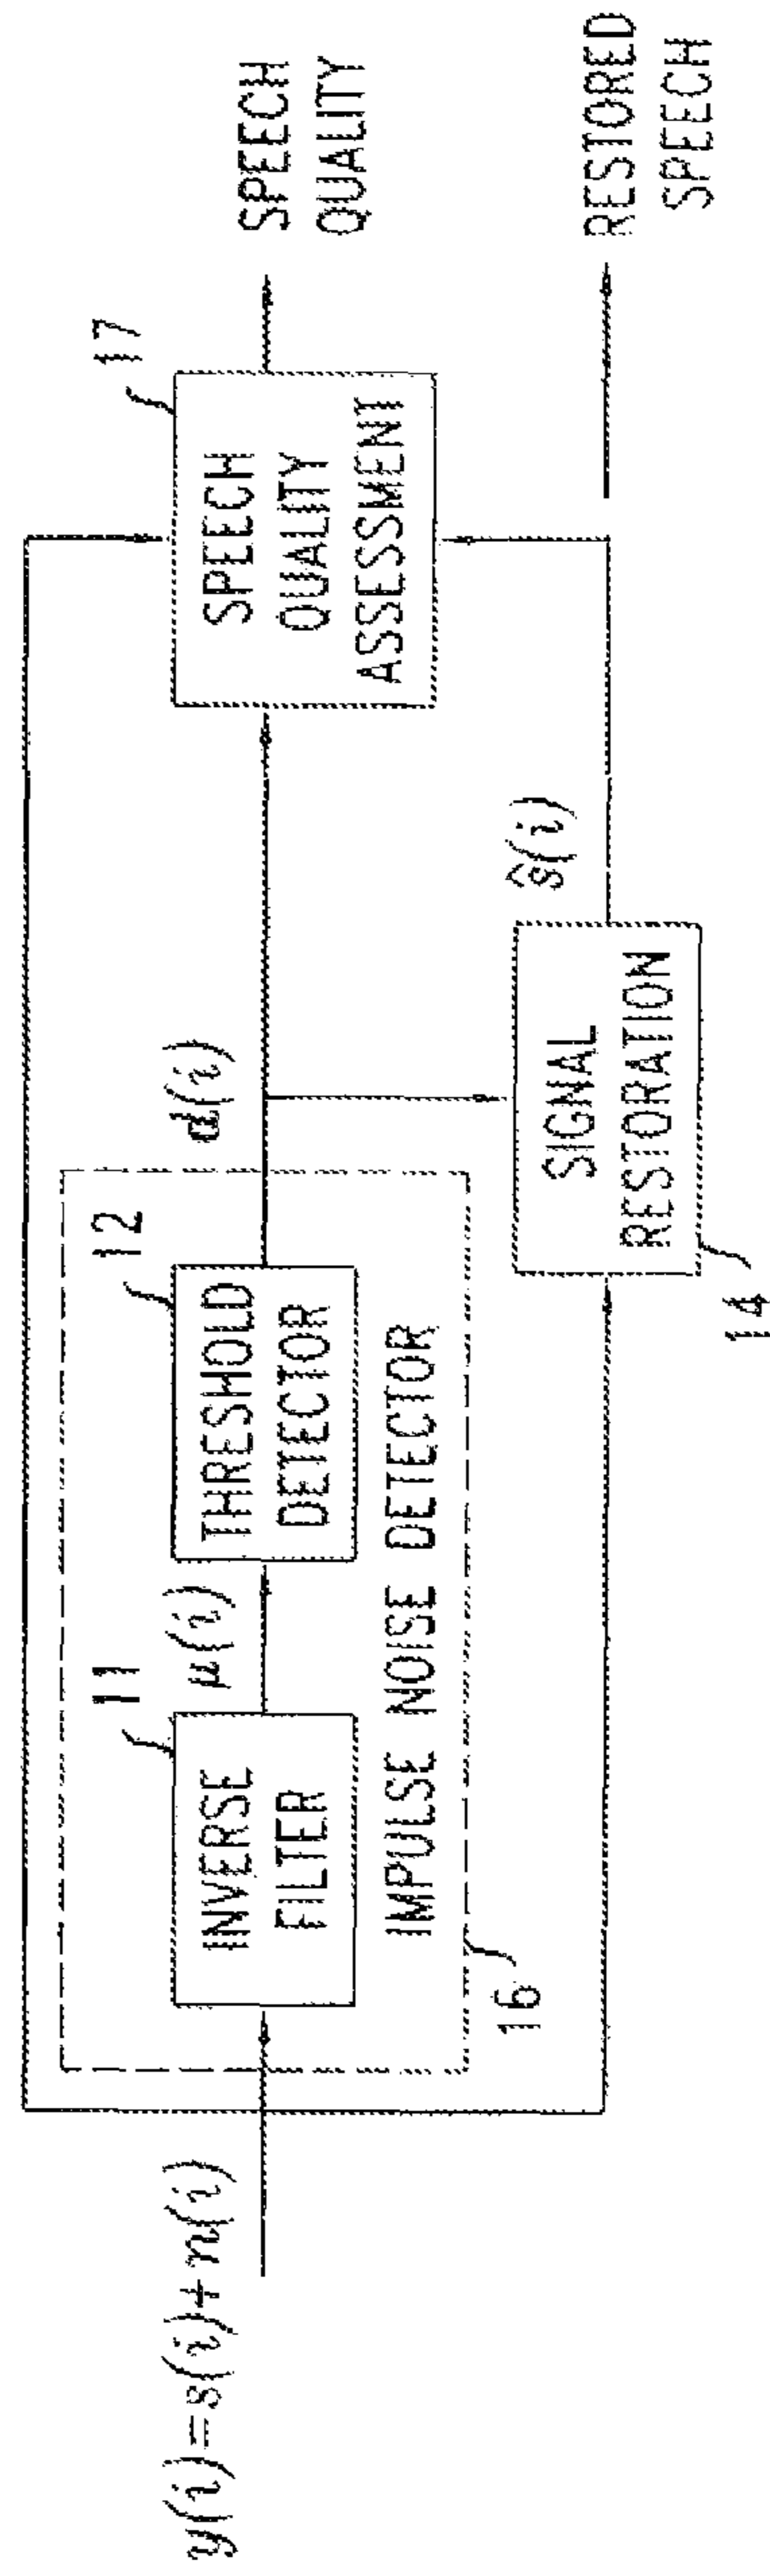 y(i)=s(i)+n(i)
11
INVERSE
FILTER
μ(i)
12
THRESHOLD
DETECTOR
IMPULSE NOISE DETECTOR
16
d(i)
SIGNAL
RESTORATION
14
ŝ(i)
17
SPEECH
QUALITY
ASSESSMENT
SPEECH
QUALITY
RESTORED
SPEECH